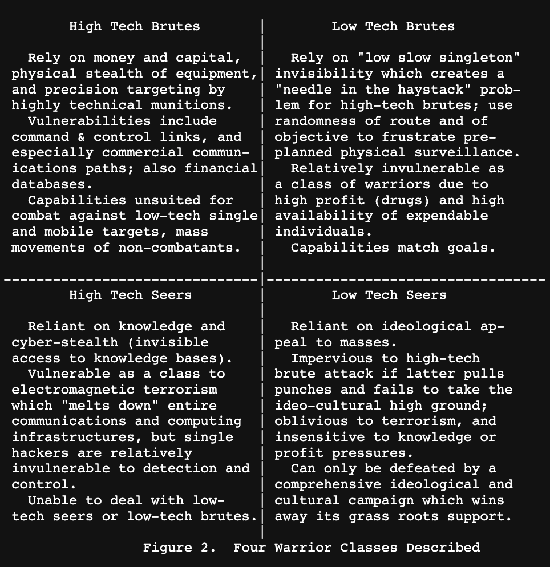 High Tech Brutes
Rely on money and capital,
physical stealth of equipment,
and precision targeting by
highly technical munitions.
Vulnerabilities include
command & control links, and
especially commercial commun-
ications paths; also financial
databases.
Capabilities unsuited for
combat against low-tech single
and mobile targets, mass
movements of non-combatants.
Low Tech Brutes
Rely on "low slow singleton"
invisibility which creates a
"needle in the haystack" prob-
lem for high-tech brutes; use
randomness of route and of
objective to frustrate pre-
planned physical surveillance.
Relatively invulnerable as
a class of warriors due to
high profit (drugs) and high
availability of expendable
individuals.
Capabilities match goals.
High Tech Seers
Reliant on knowledge and
cyber-stealth (invisible
access to knowledge bases).
Vulnerable as a class to
electromagnetic terrorism
which "melts down" entire
communications and computing
infrastructures, but single
hackers are relatively
invulnerable to detection and
control.
Unable to deal with low-
tech seers or low-tech brutes.
Low Tech Seers
Reliant on ideological ap-
peal to masses.
Impervious to high-tech
brute attack if latter pulls
punches and fails to take the
ideo-cultural high ground;
oblivious to terrorism, and
insensitive to knowledge or
profit pressures.
Can only be defeated by a
comprehensive ideological and
cultural campaign which wins
away its grass roots support.
Figure 2. Four Warrior Classes Described